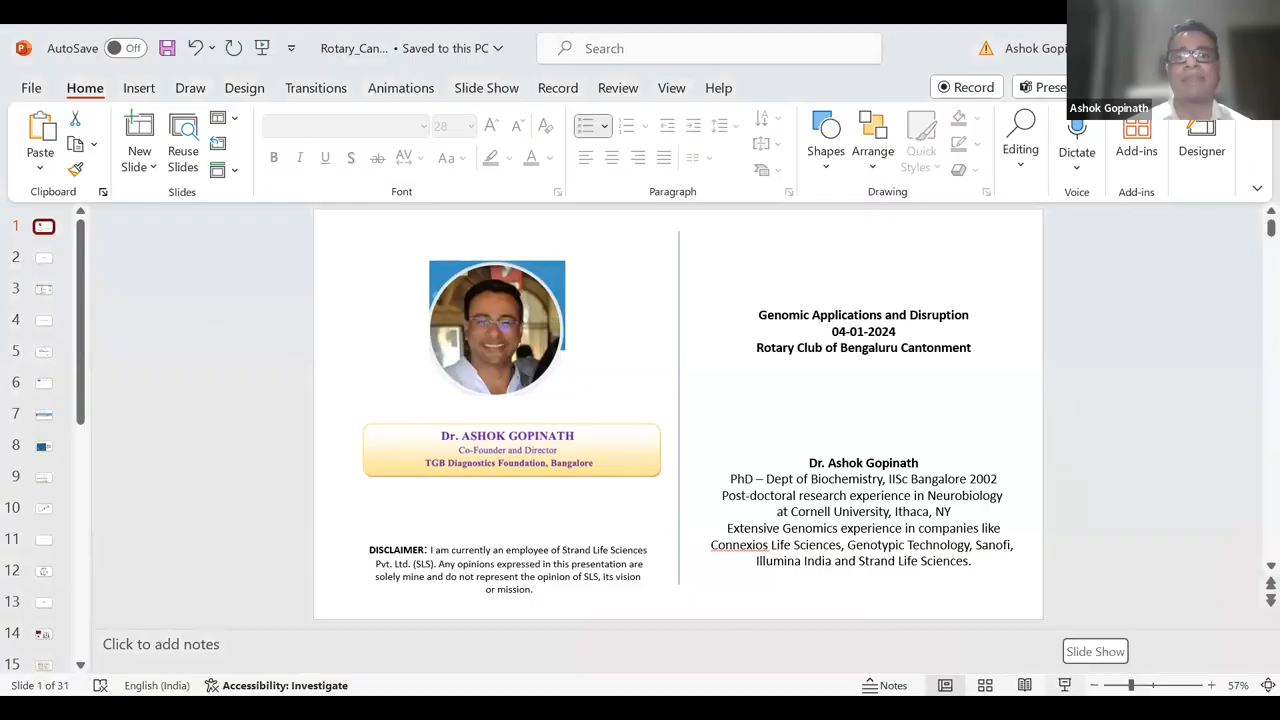 AutoSave
Off
Rotary_Can... • Saved to this PC
Search
Ashok Gopi
File
Home
Insert
Draw
Design
Transitions
Animations
Slide Show
Record
Review
View
Help
Record
Prese
Ashok Gopinath
Paste
New
Slide
Reuse
Slides
28
Aa
Shapes
Arrange
Quick
Styles
Editing
Dictate
Add-ins
Designer
Clipboard
Slides
Font
Paragraph
Drawing
Voice
Add-ins
1
2
3
4
5
6
7
8
9
10
11
12
13
14
15
Dr. ASHOK GOPINATH
Co-Founder and Director
TGB Diagnostics Foundation, Bangalore
DISCLAIMER: I am currently an employee of Strand Life Sciences
Pvt. Ltd. (SLS). Any opinions expressed in this presentation are
solely mine and do not represent the opinion of SLS, its vision
or mission.
Genomic Applications and Disruption
04-01-2024
Rotary Club of Bengaluru Cantonment
Dr. Ashok Gopinath
PhD – Dept of Biochemistry, IISc Bangalore 2002
Post-doctoral research experience in Neurobiology
at Cornell University, Ithaca, NY
Extensive Genomics experience in companies like
Connexios Life Sciences, Genotypic Technology, Sanofi,
Illumina India and Strand Life Sciences.
Click to add notes
Slide Show
Slide 1 of 31
English (India)
Accessibility: Investigate
Notes
57%